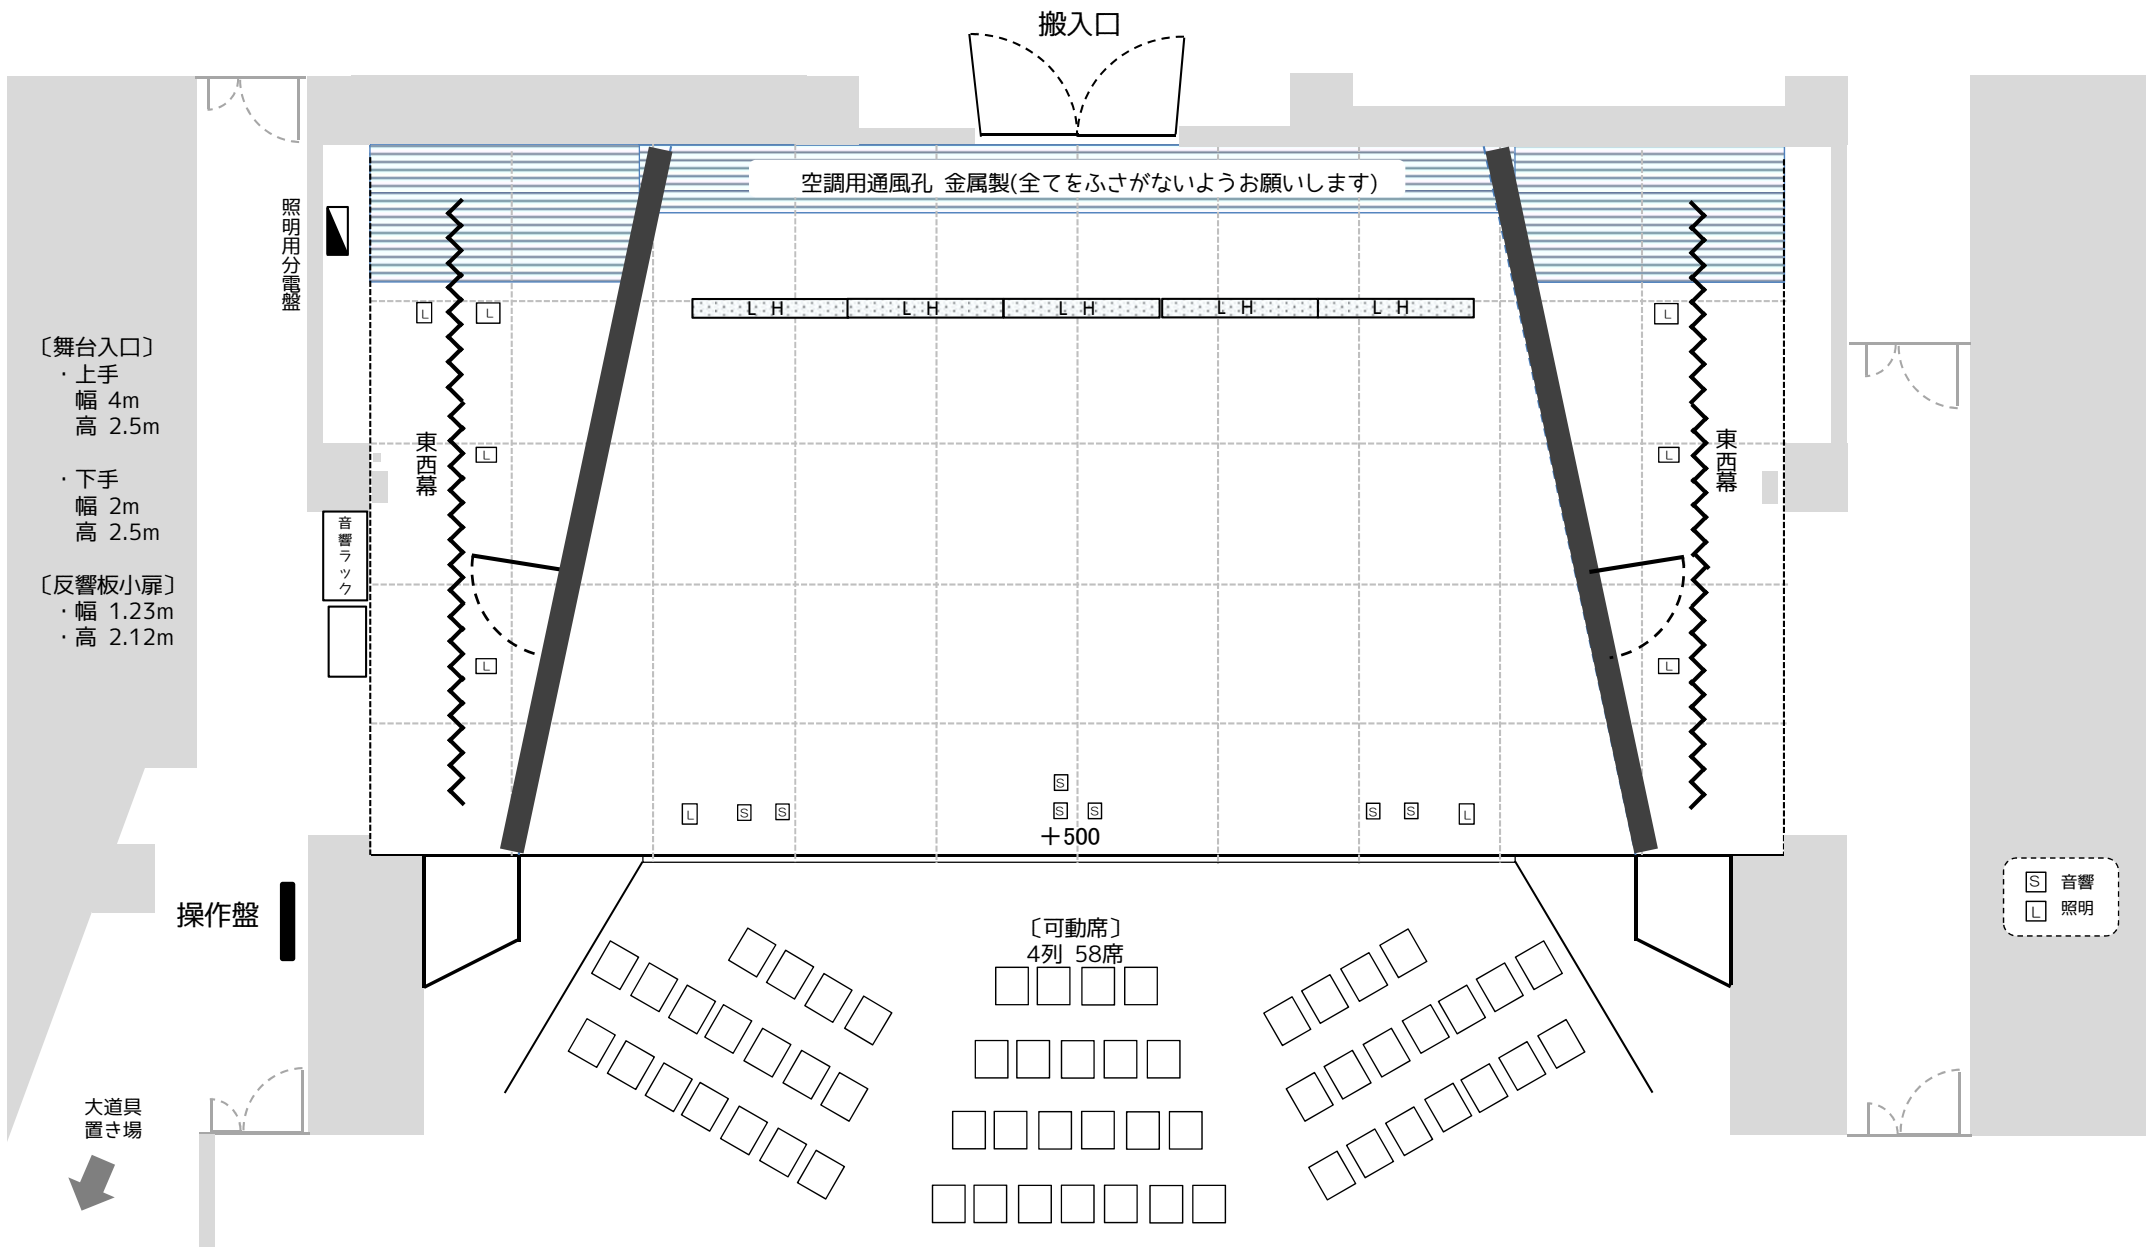 搬入口
空調用通風孔 金属製(全てをふさがないようお願いします)
照明用分電盤
L H
L H
L H
L H
L H
L
L
L
〔舞台入口〕
・上手
幅 4m
高 2.5m
・下手
幅 2m
高 2.5m
〔反響板小扉〕
・幅 1.23m
・高 2.12m
東西幕
東西幕
L
L
音響ラック
L
L
S
L
S
S
S
S
S
S
L
+500
操作盤
〔可動席〕
4列 58席
S 音響
L 照明
大道具
置き場